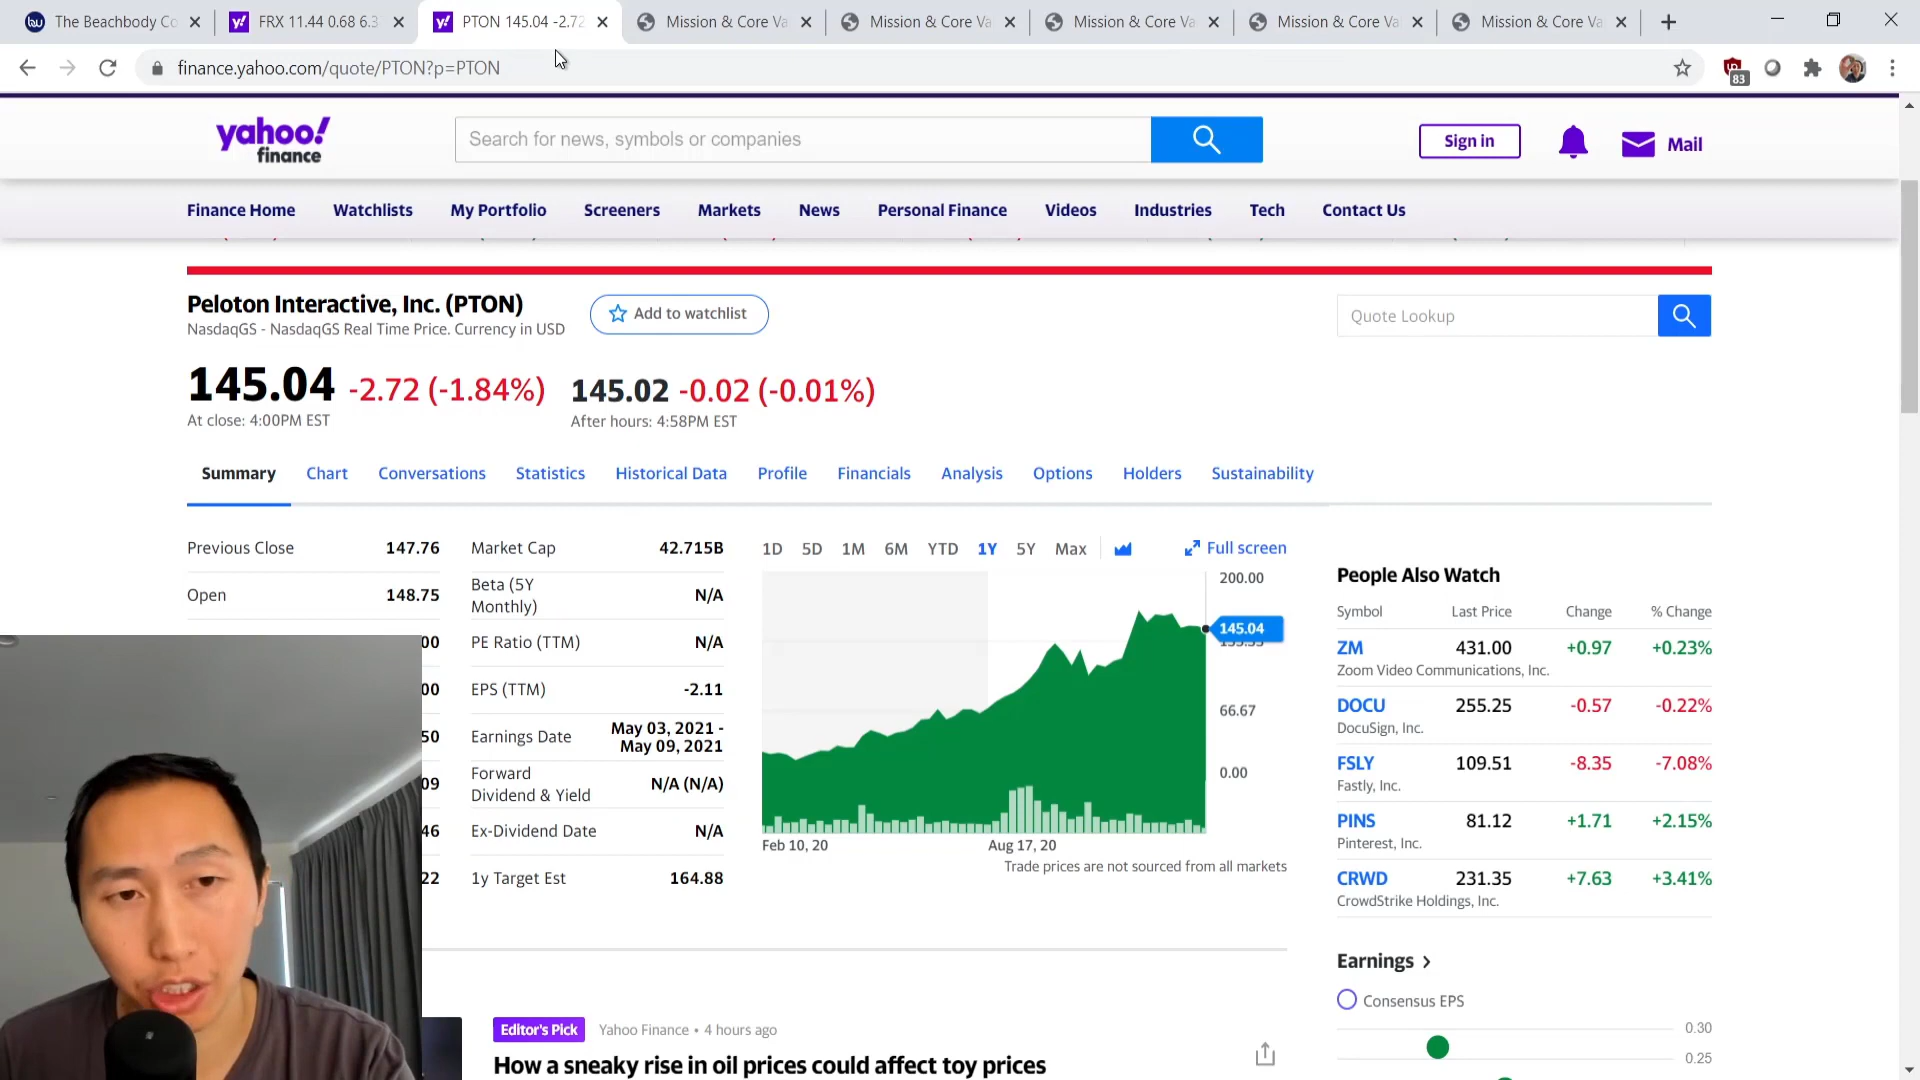 The Beachbody Co
FRX 11.44 0.68 6.3
PTON 145.04 -2.72
Mission & Core Va
Mission & Core Va
Mission & Core Va
Mission & Core Va
Mission & Core Va
finance.yahoo.com/quote/PTON?p=PTON
83
yahoo!
finance
Search for news, symbols or companies
Sign in
Mail
Finance Home
Watchlists
My Portfolio
Screeners
Markets
News
Personal Finance
Videos
Industries
Tech
Contact Us
Peloton Interactive, Inc. (PTON)
NasdaqGS - NasdaqGS Real Time Price. Currency in USD
Add to watchlist
Quote Lookup
145.04 -2.72 (-1.84%)
At close: 4:00PM EST
145.02 -0.02 (-0.01%)
After hours: 4:58PM EST
Summary
Chart
Conversations
Statistics
Historical Data
Profile
Financials
Analysis
Options
Holders
Sustainability
Previous Close 147.76
Open 148.75
00
00
50
09
46
22
Market Cap 42.715B
Beta (5Y
Monthly) N/A
PE Ratio (TTM) N/A
EPS (TTM) -2.11
Earnings Date May 03, 2021 -
May 09, 2021
Forward
Dividend & Yield N/A (N/A)
Ex-Dividend Date N/A
1y Target Est 164.88
1D 5D 1M 6M YTD 1Y 5Y Max
Full screen
200.00
145.04
66.67
0.00
Feb 10, 20
Aug 17, 20
Trade prices are not sourced from all markets
People Also Watch
Symbol Last Price Change % Change
ZM 431.00 +0.97 +0.23%
Zoom Video Communications, Inc.
DOCU 255.25 -0.57 -0.22%
DocuSign, Inc.
FSLY 109.51 -8.35 -7.08%
Fastly, Inc.
PINS 81.12 +1.71 +2.15%
Pinterest, Inc.
CRWD 231.35 +7.63 +3.41%
CrowdStrike Holdings, Inc.
Earnings
Consensus EPS
0.30
0.25
Editor's Pick
Yahoo Finance • 4 hours ago
How a sneaky rise in oil prices could affect toy prices